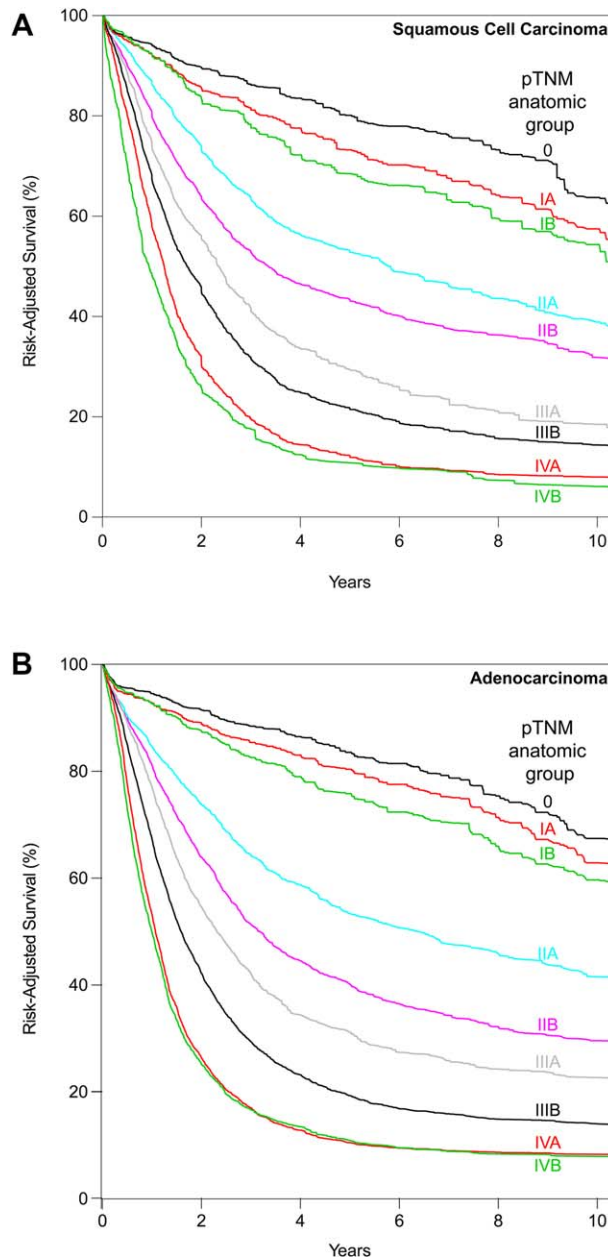 A
Squamous Cell Carcinoma
pTNM
anatomic
group
0
IA
IB
IIA
IIB
IIIA
IIIB
IVA
IVB
Risk-Adjusted Survival (%)
100
80
60
40
20
0
0 2 4 6 8 10
Years
B
Adenocarcinoma
pTNM
anatomic
group
0
IA
IB
IIA
IIB
IIIA
IIIB
IVA
IVB
Risk-Adjusted Survival (%)
100
80
60
40
20
0
0 2 4 6 8 10
Years